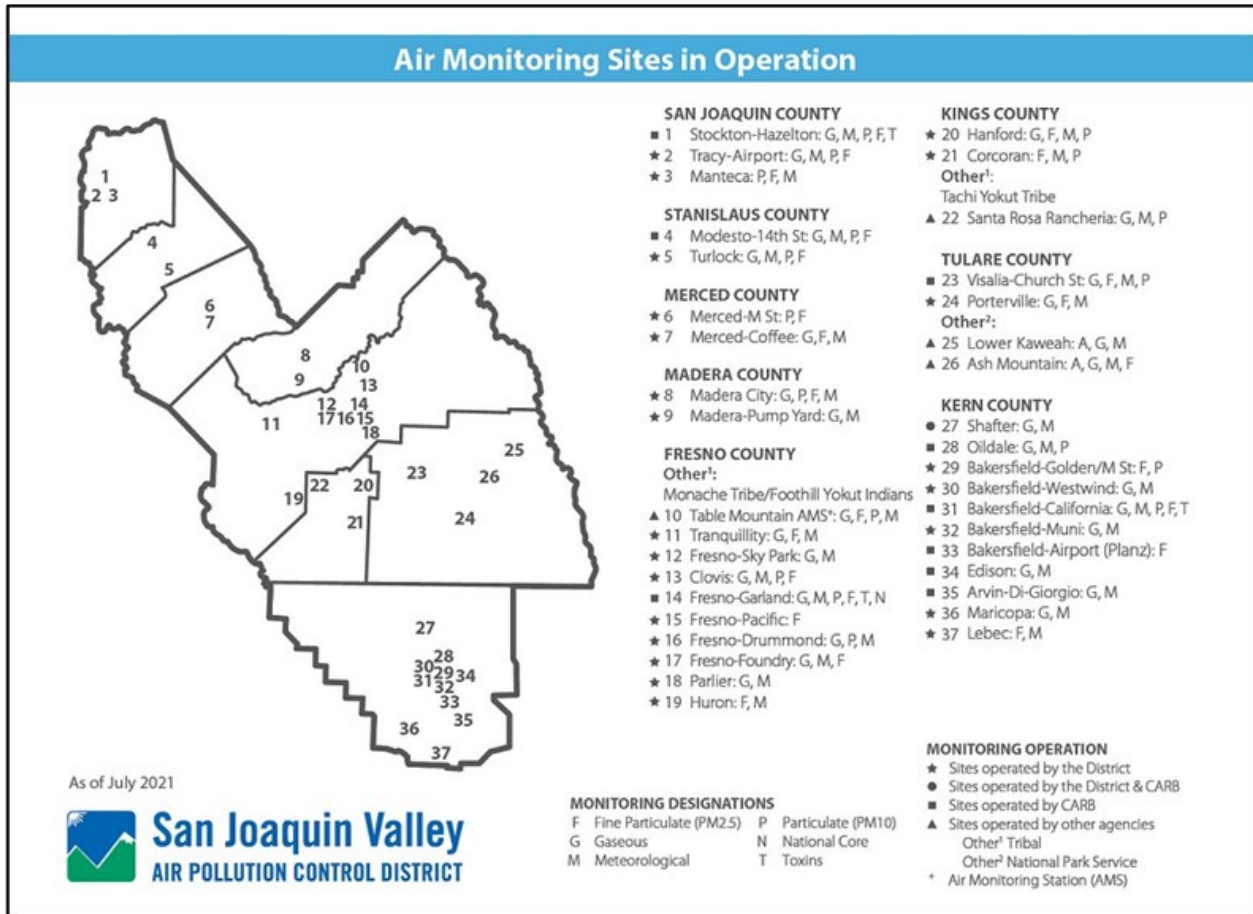 Air Monitoring Sites in Operation
1
2 3
4
5
6
7
8
9
10
13
12 14
11
17 16 15
18
25
23
26
19
22 20
21
24
27
28
30
29 34
31
32
33
35
36
37
SAN JOAQUIN COUNTY
■ 1 Stockton-Hazelton: G, M, P, F, T
★ 2 Tracy-Airport: G, M, P, F
★ 3 Manteca: P, F, M
STANISLAUS COUNTY
■ 4 Modesto-14th St: G, M, P, F
★ 5 Turlock: G, M, P, F
MERCED COUNTY
★ 6 Merced-M St: P, F
★ 7 Merced-Coffee: G, F, M
MADERA COUNTY
★ 8 Madera City: G, P, F, M
★ 9 Madera-Pump Yard: G, M
FRESNO COUNTY
Other¹:
Monache Tribe/Foothill Yokut Indians
▲ 10 Table Mountain AMS⁺: G, F, P, M
★ 11 Tranquillity: G, F, M
★ 12 Fresno-Sky Park: G, M
★ 13 Clovis: G, M, P, F
■ 14 Fresno-Garland: G, M, P, F, T, N
★ 15 Fresno-Pacific: F
★ 16 Fresno-Drummond: G, P, M
★ 17 Fresno-Foundry: G, M, F
★ 18 Parlier: G, M
★ 19 Huron: F, M
KINGS COUNTY
★ 20 Hanford: G, F, M, P
★ 21 Corcoran: F, M, P
Other¹:
Tachi Yokut Tribe
▲ 22 Santa Rosa Rancheria: G, M, P
TULARE COUNTY
■ 23 Visalia-Church St: G, F, M, P
★ 24 Porterville: G, F, M
Other²:
▲ 25 Lower Kaweah: A, G, M
▲ 26 Ash Mountain: A, G, M, F
KERN COUNTY
● 27 Shafter: G, M
■ 28 Oildale: G, M, P
★ 29 Bakersfield-Golden/M St: F, P
★ 30 Bakersfield-Westwind: G, M
■ 31 Bakersfield-California: G, M, P, F, T
★ 32 Bakersfield-Muni: G, M
■ 33 Bakersfield-Airport (Planz): F
■ 34 Edison: G, M
■ 35 Arvin-Di-Giorgio: G, M
★ 36 Maricopa: G, M
★ 37 Lebec: F, M
As of July 2021
San Joaquin Valley
AIR POLLUTION CONTROL DISTRICT
MONITORING DESIGNATIONS
F Fine Particulate (PM2.5) P Particulate (PM10)
G Gaseous N National Core
M Meteorological T Toxins
MONITORING OPERATION
★ Sites operated by the District
● Sites operated by the District & CARB
■ Sites operated by CARB
▲ Sites operated by other agencies
Other¹ Tribal
Other² National Park Service
⁺ Air Monitoring Station (AMS)